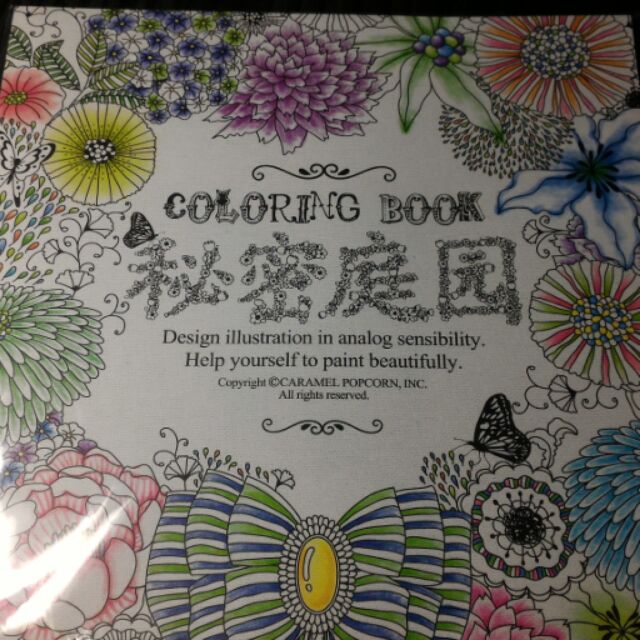 COLORING BOOK
秘密庭园
Design illustration in analog sensibility.
Help yourself to paint beautifully.
Copyright ©CARAMEL POPCORN, INC.
All rights reserved.